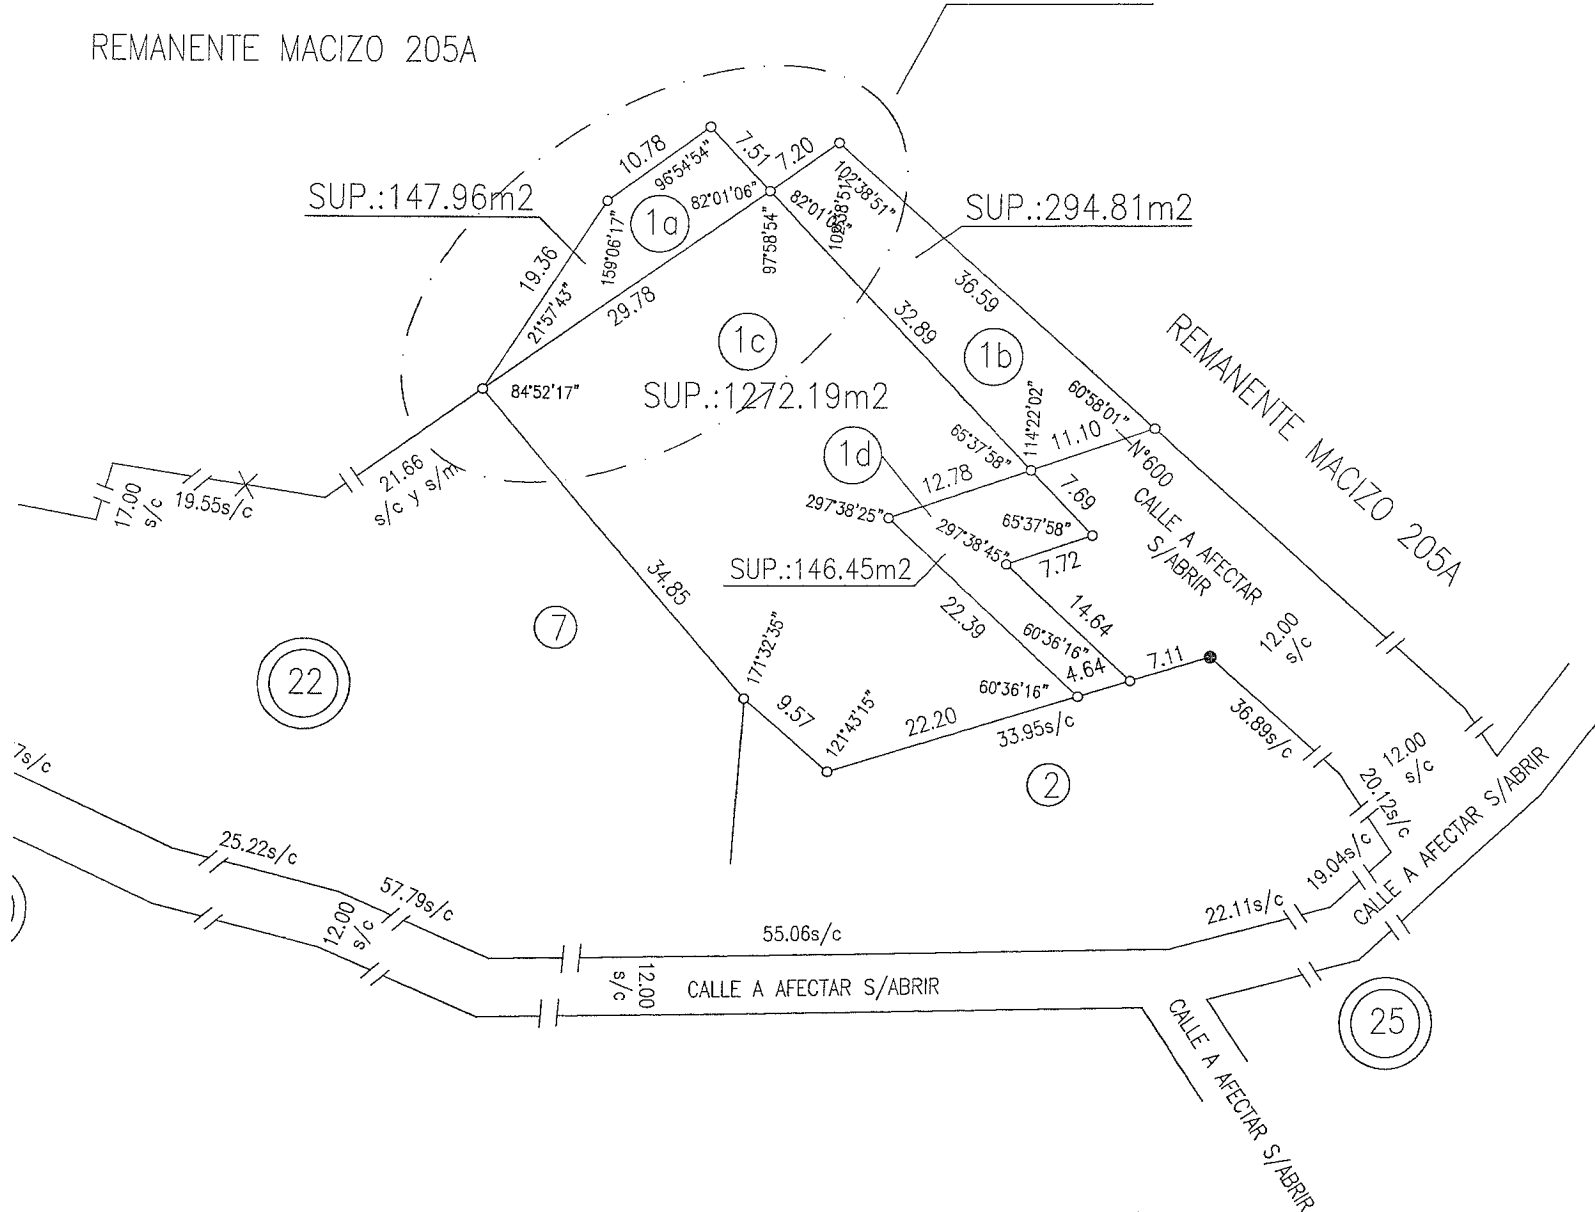 REMANENTE MACIZO 205A
10.78
7.51
7.20
96°54'54"
102°38'51"
SUP.:147.96m2
1a
82°01'06"
82°01'06"
SUP.:294.81m2
19.36
159°06'17"
97°58'54"
21°57'43"
29.78
36.59
32.89
1c
1b
REMANENTE MACIZO 205A
84°52'17"
SUP.:1272.19m2
60°58'01"
114°22'02"
65°37'58"
11.10
N°600
1d
12.78
7.69
21.66
s/c y s/m
17.00
s/c
19.55s/c
297°38'25"
65°37'58"
297°38'45"
7.72
CALLE A AFECTAR
S/ABRIR
SUP.:146.45m2
34.85
22.39
14.64
7
12.00
s/c
171°32'35"
60°36'16"
4.64
7.11
22
60°36'16"
9.57
121°43'15"
22.20
33.95s/c
36.89s/c
2
7s/c
12.00
s/c
20.12s/c
CALLE A AFECTAR S/ABRIR
25.22s/c
57.79s/c
12.00
s/c
19.04s/c
22.11s/c
55.06s/c
12.00
s/c
CALLE A AFECTAR S/ABRIR
25
CALLE A AFECTAR S/ABRIR